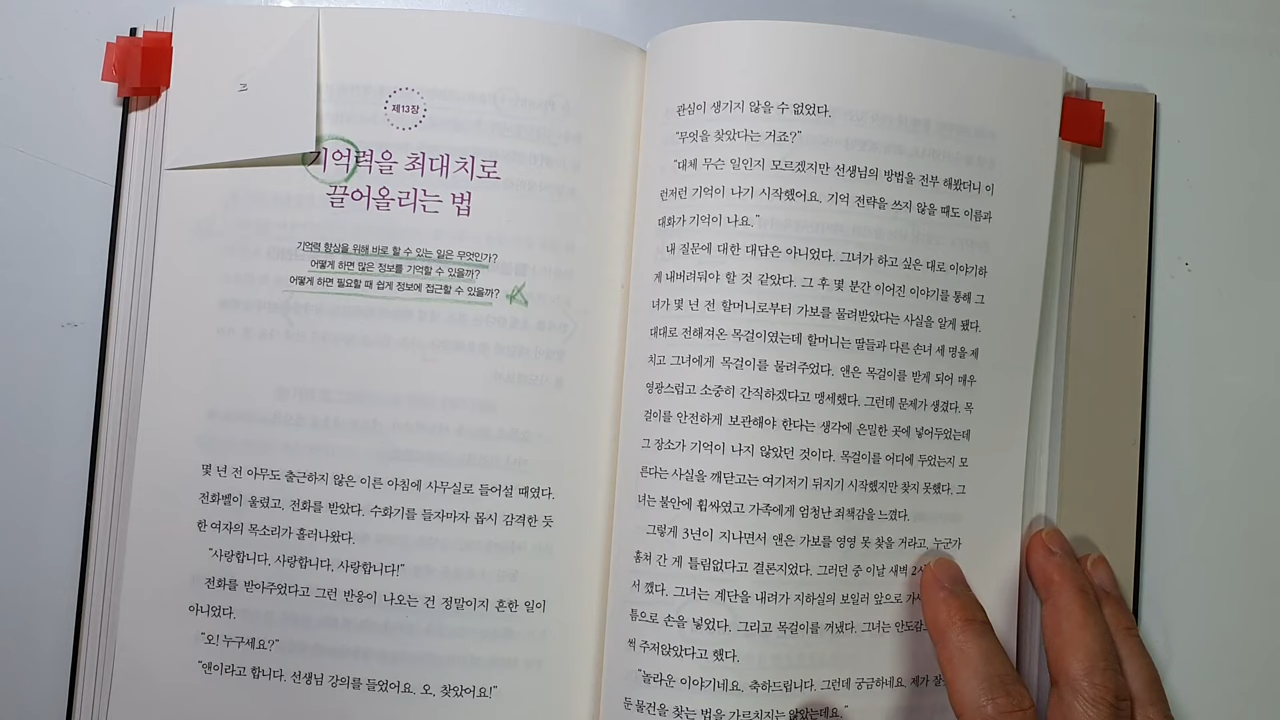 제13장
기억력을 최대치로
끌어올리는 법
기억력 향상을 위해 바로 할 수 있는 일은 무엇인가?
어떻게 하면 많은 정보를 기억할 수 있을까?
어떻게 하면 필요할 때 쉽게 정보에 접근할 수 있을까?
몇 년 전 아무도 출근하지 않은 이른 아침에 사무실로 들어설 때였다.
전화벨이 울렸고, 전화를 받았다. 수화기를 들자마자 몹시 감격한 듯
한 여자의 목소리가 흘러나왔다.
"사랑합니다, 사랑합니다, 사랑합니다!"
전화를 받아주었다고 그런 반응이 나오는 건 정말이지 흔한 일이
아니었다.
"오! 누구세요?"
"앤이라고 합니다. 선생님 강의를 들었어요. 오, 찾았어요!"
관심이 생기지 않을 수 없었다.
"무엇을 찾았다는 거죠?"
"대체 무슨 일인지 모르겠지만 선생님의 방법을 전부 해봤더니 이
런저런 기억이 나기 시작했어요. 기억 전략을 쓰지 않을 때도 이름과
대화가 기억이 나요."
내 질문에 대한 대답은 아니었다. 그녀가 하고 싶은 대로 이야기하
게 내버려둬야 할 것 같았다. 그 후 몇 분간 이어진 이야기를 통해 그
녀가 몇 년 전 할머니로부터 가보를 물려받았다는 사실을 알게 됐다.
대대로 전해져온 목걸이였는데 할머니는 딸들과 다른 손녀 세 명을 제
치고 그녀에게 목걸이를 물려주었다. 앤은 목걸이를 받게 되어 매우
영광스럽고 소중히 간직하겠다고 맹세했다. 그런데 문제가 생겼다. 목
걸이를 안전하게 보관해야 한다는 생각에 은밀한 곳에 넣어두었는데
그 장소가 기억이 나지 않았던 것이다. 목걸이를 어디에 두었는지 모
른다는 사실을 깨닫고는 여기저기 뒤지기 시작했지만 찾지 못했다. 그
녀는 불안에 휩싸였고 가족에게 엄청난 죄책감을 느꼈다.
그렇게 3년이 지나면서 앤은 가보를 영영 못 찾을 거라고, 누군가
훔쳐 간 게 틀림없다고 결론지었다. 그러던 중 이날 새벽
서 깼다. 그녀는 계단을 내려가 지하실의 보일러 앞으로
틈으로 손을 넣었다. 그리고 목걸이를 꺼냈다. 그녀는
썩 주저앉았다고 했다.
"놀라운 이야기네요. 축하드립니다. 그런데 궁금하네요. 제가
둔 물건을 찾는 법을 가르치지는 않았는데요."